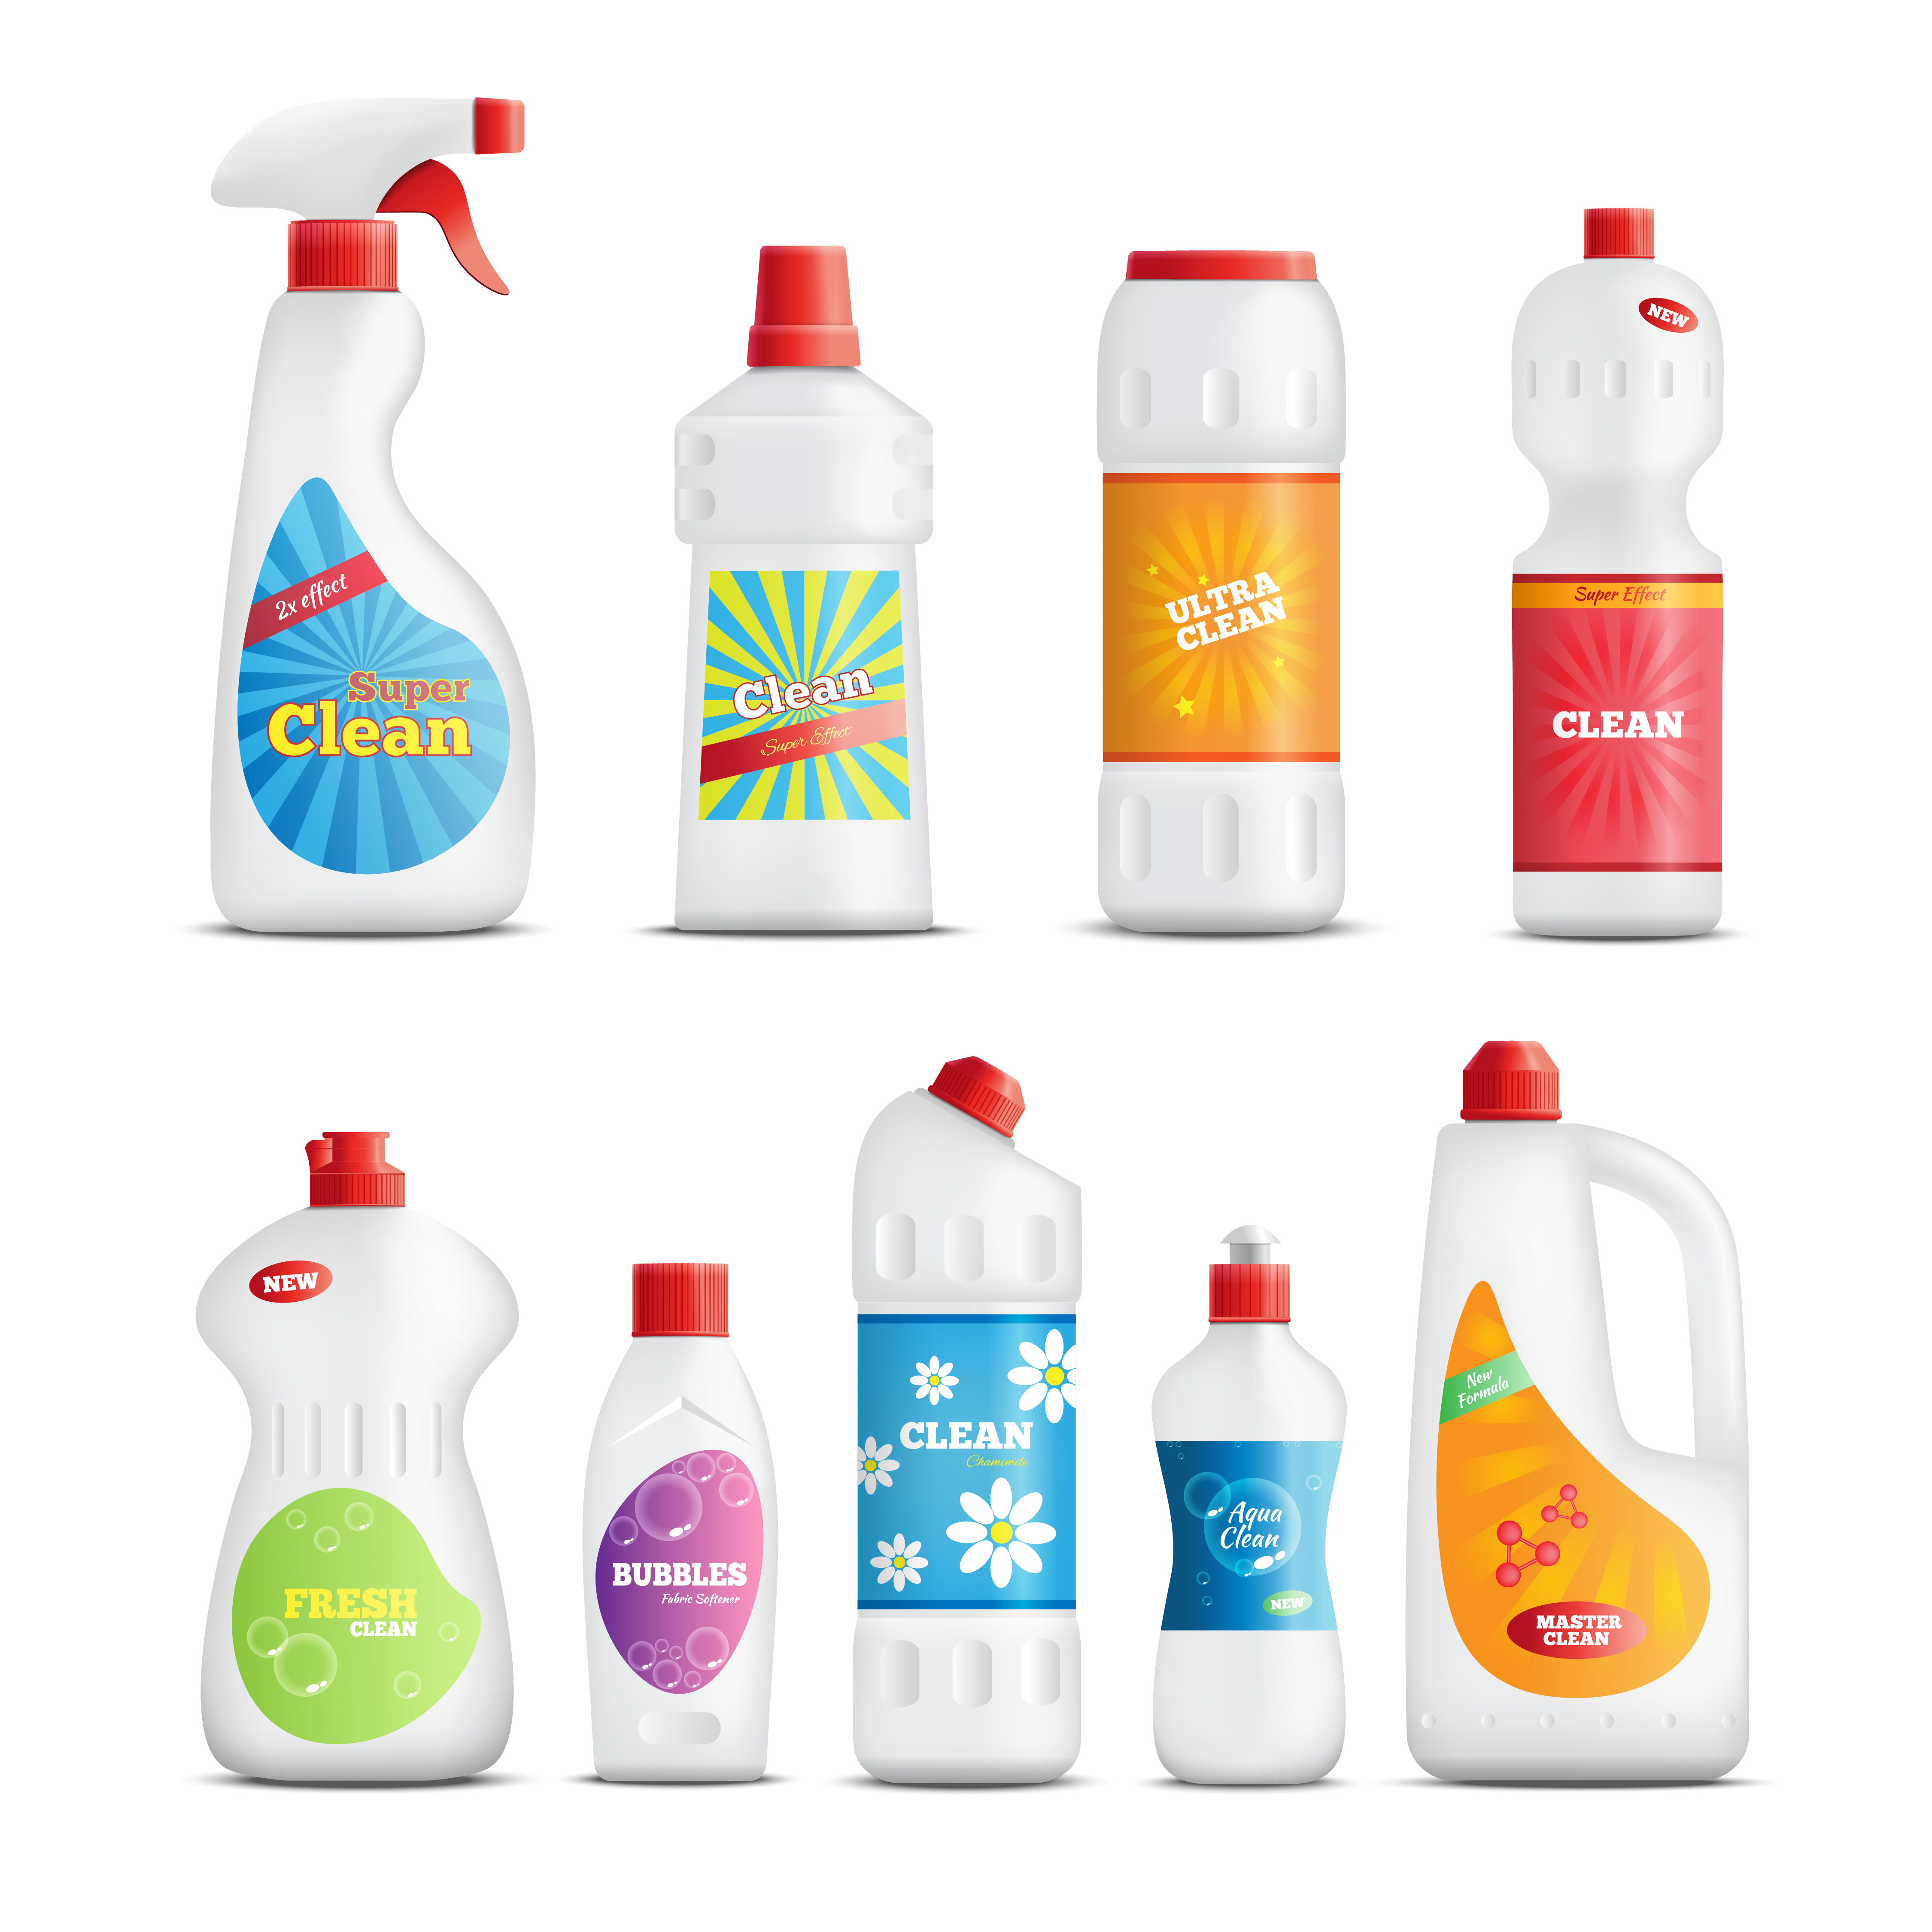 2x effect
Super
Clean
Clean
Super Effect
ULTRA
CLEAN
NEW
Super Effect
CLEAN
NEW
FRESH
CLEAN
BUBBLES
Fabric Softener
CLEAN
Chamimile
Aqua
Clean
NEW
New
Formula
MASTER
CLEAN